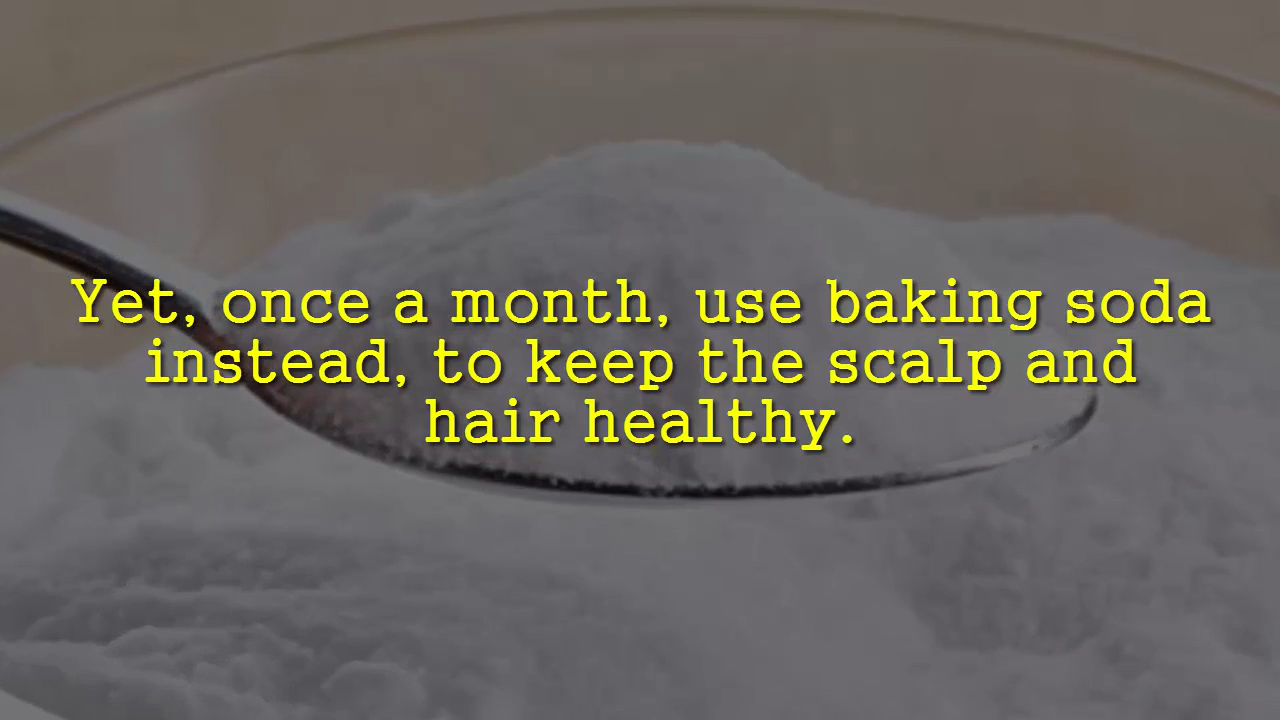 Yet, once a month, use baking soda
instead, to keep the scalp and
hair healthy.